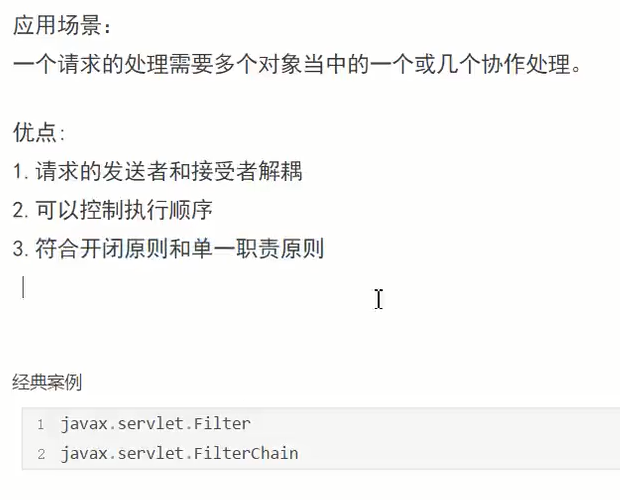 应用场景：
一个请求的处理需要多个对象当中的一个或几个协作处理。
优点:
1.请求的发送者和接受者解耦
2.可以控制执行顺序
3.符合开闭原则和单一职责原则
经典案例
1 javax.servlet.Filter
2 javax.servlet.FilterChain